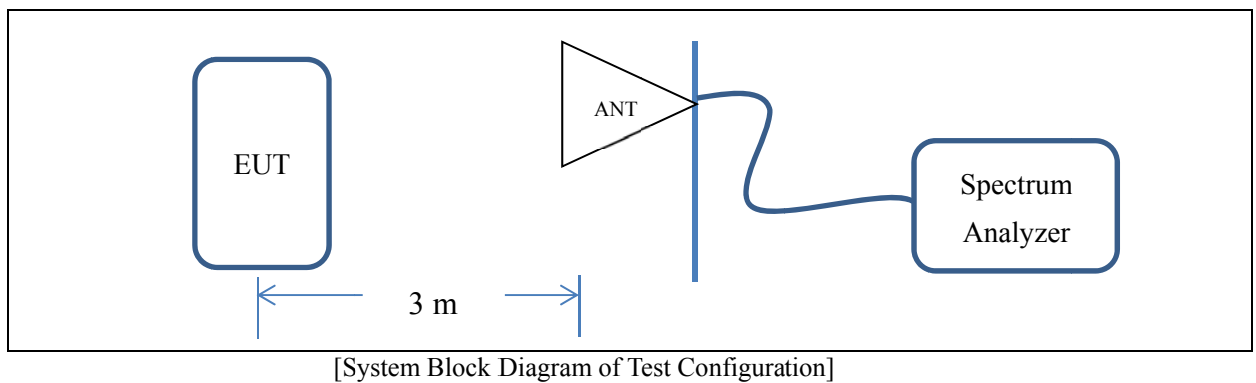 ANT
EUT
Spectrum
Analyzer
3 m
[System Block Diagram of Test Configuration]